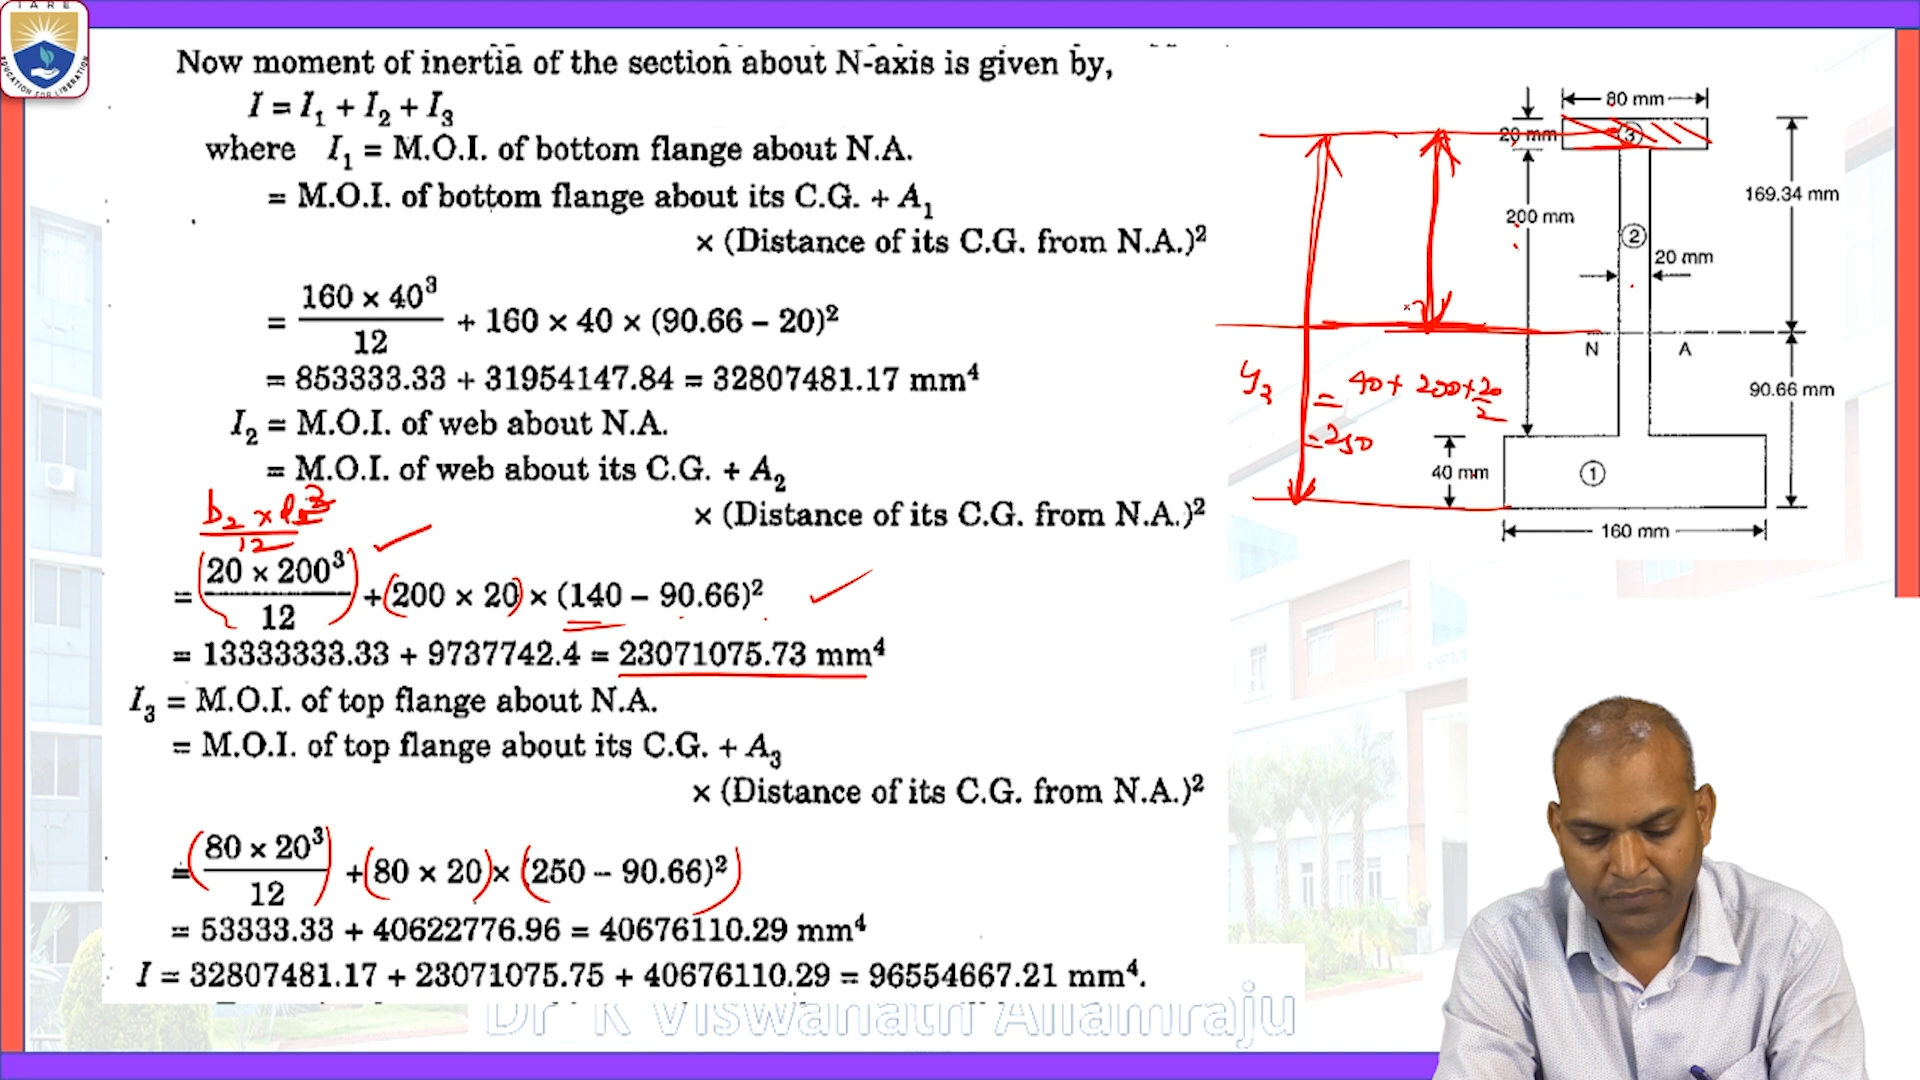 IARE
EDUCATION FOR LIBERATION
Now moment of inertia of the section about N-axis is given by,
I = I₁ + I₂ + I₃
where I₁ = M.O.I. of bottom flange about N.A.
= M.O.I. of bottom flange about its C.G. + A₁
× (Distance of its C.G. from N.A.)²
= 160 × 40³ / 12 + 160 × 40 × (90.66 – 20)²
= 853333.33 + 31954147.84 = 32807481.17 mm⁴
I₂ = M.O.I. of web about N.A.
= M.O.I. of web about its C.G. + A₂
× (Distance of its C.G. from N.A.)²
= (20 × 200³ / 12) + (200 × 20) × (140 – 90.66)²
= 13333333.33 + 9737742.4 = 23071075.73 mm⁴
I₃ = M.O.I. of top flange about N.A.
= M.O.I. of top flange about its C.G. + A₃
× (Distance of its C.G. from N.A.)²
= (80 × 20³ / 12) + (80 × 20) × (250 – 90.66)²
= 53333.33 + 40622776.96 = 40676110.29 mm⁴
I = 32807481.17 + 23071075.75 + 40676110.29 = 96554667.21 mm⁴.
Dr K Viswanath Allamraju
80 mm
20 mm
③
169.34 mm
200 mm
②
20 mm
N A
90.66 mm
y₃ = 40 + 200 + 20/2
= 250
40 mm
①
160 mm